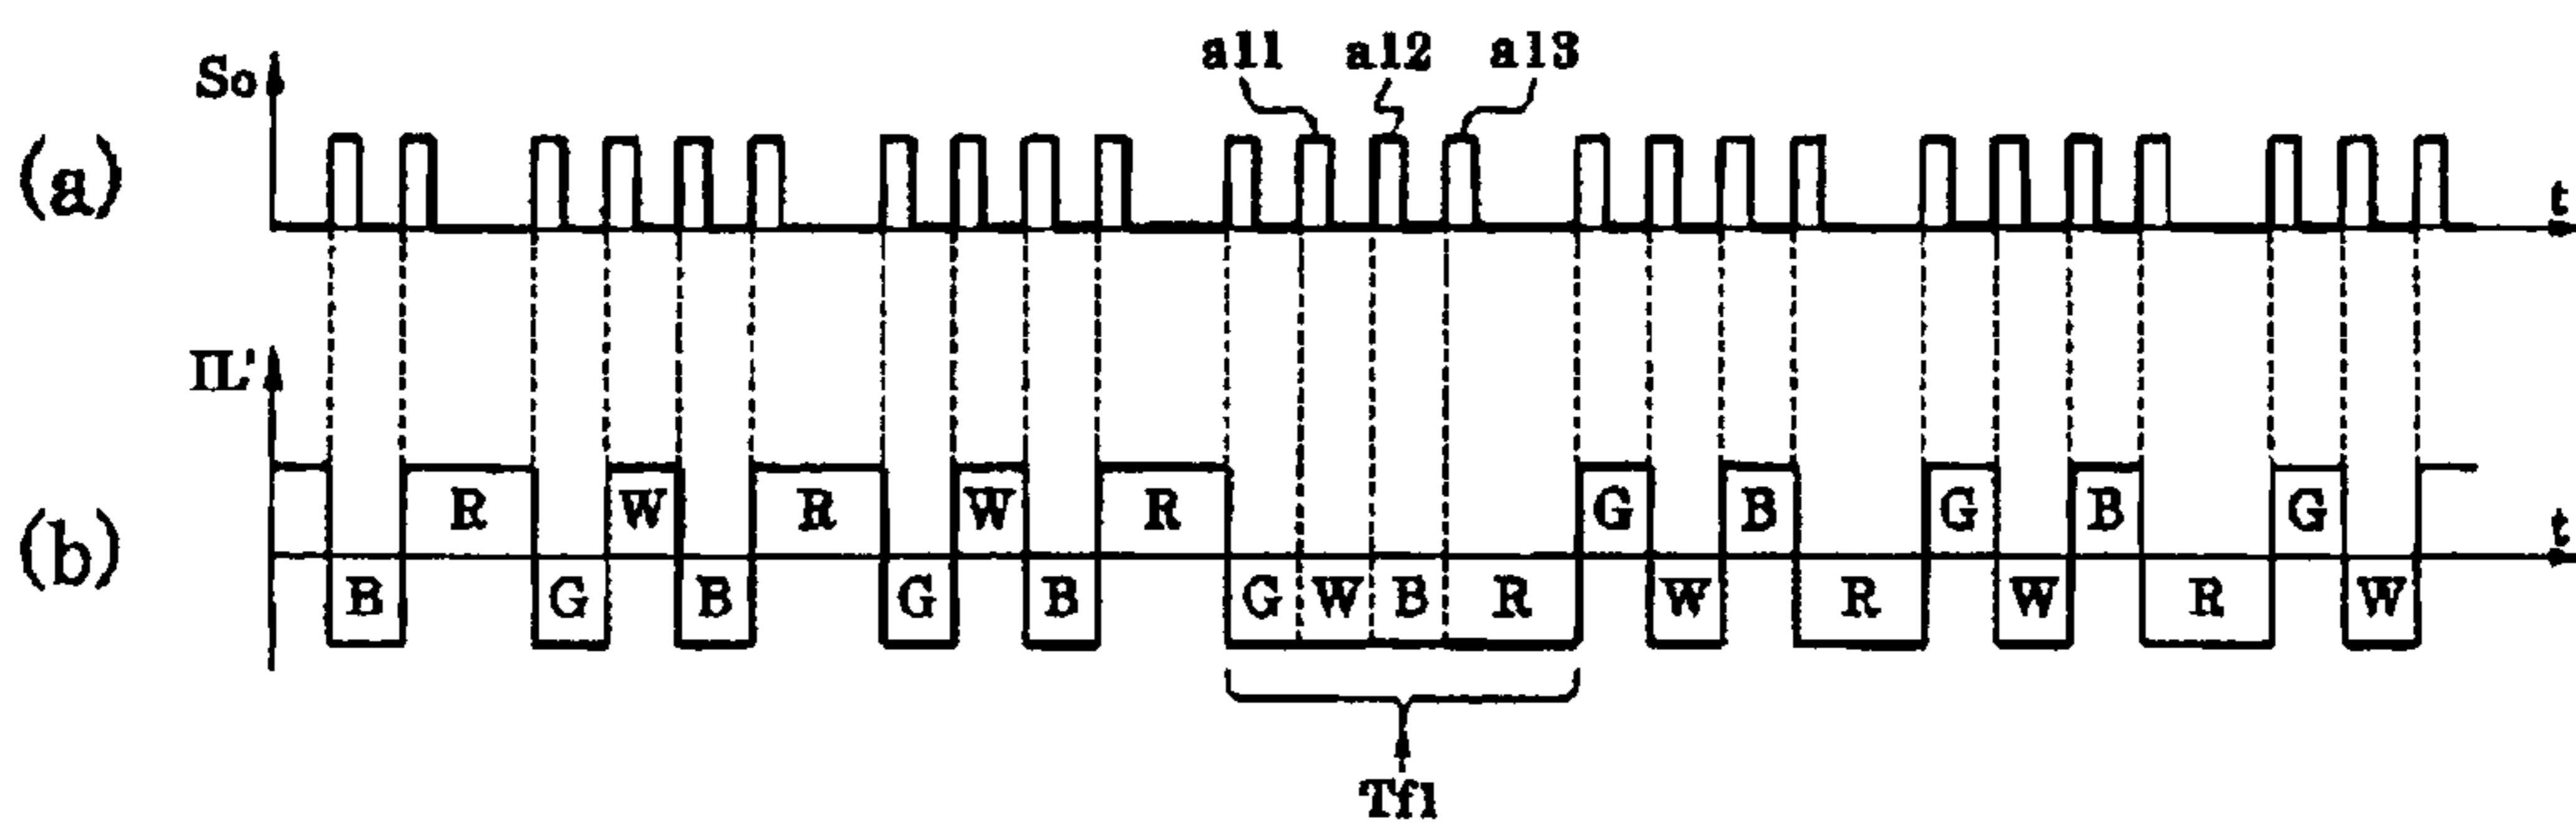 a11 a12 a13
So
(a)
t
IL'
R W R W R G B G B G
t
(b)
B G B G B G W B R W R W R W
Tf1